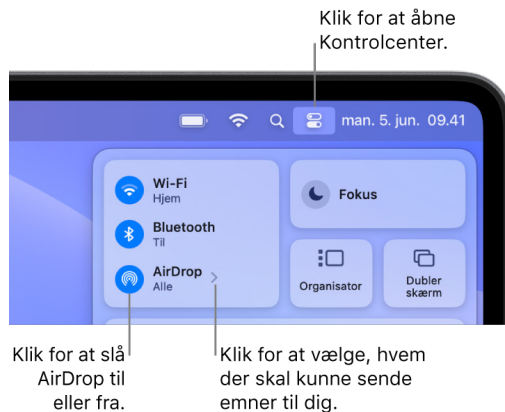 Klik for at åbne
Kontrolcenter.
man. 5. jun. 09.41
Wi-Fi
Hjem
Fokus
Bluetooth
Til
AirDrop
Alle
Organisator
Dubler
skærm
Klik for at slå
AirDrop til
eller fra.
Klik for at vælge, hvem
der skal kunne sende
emner til dig.